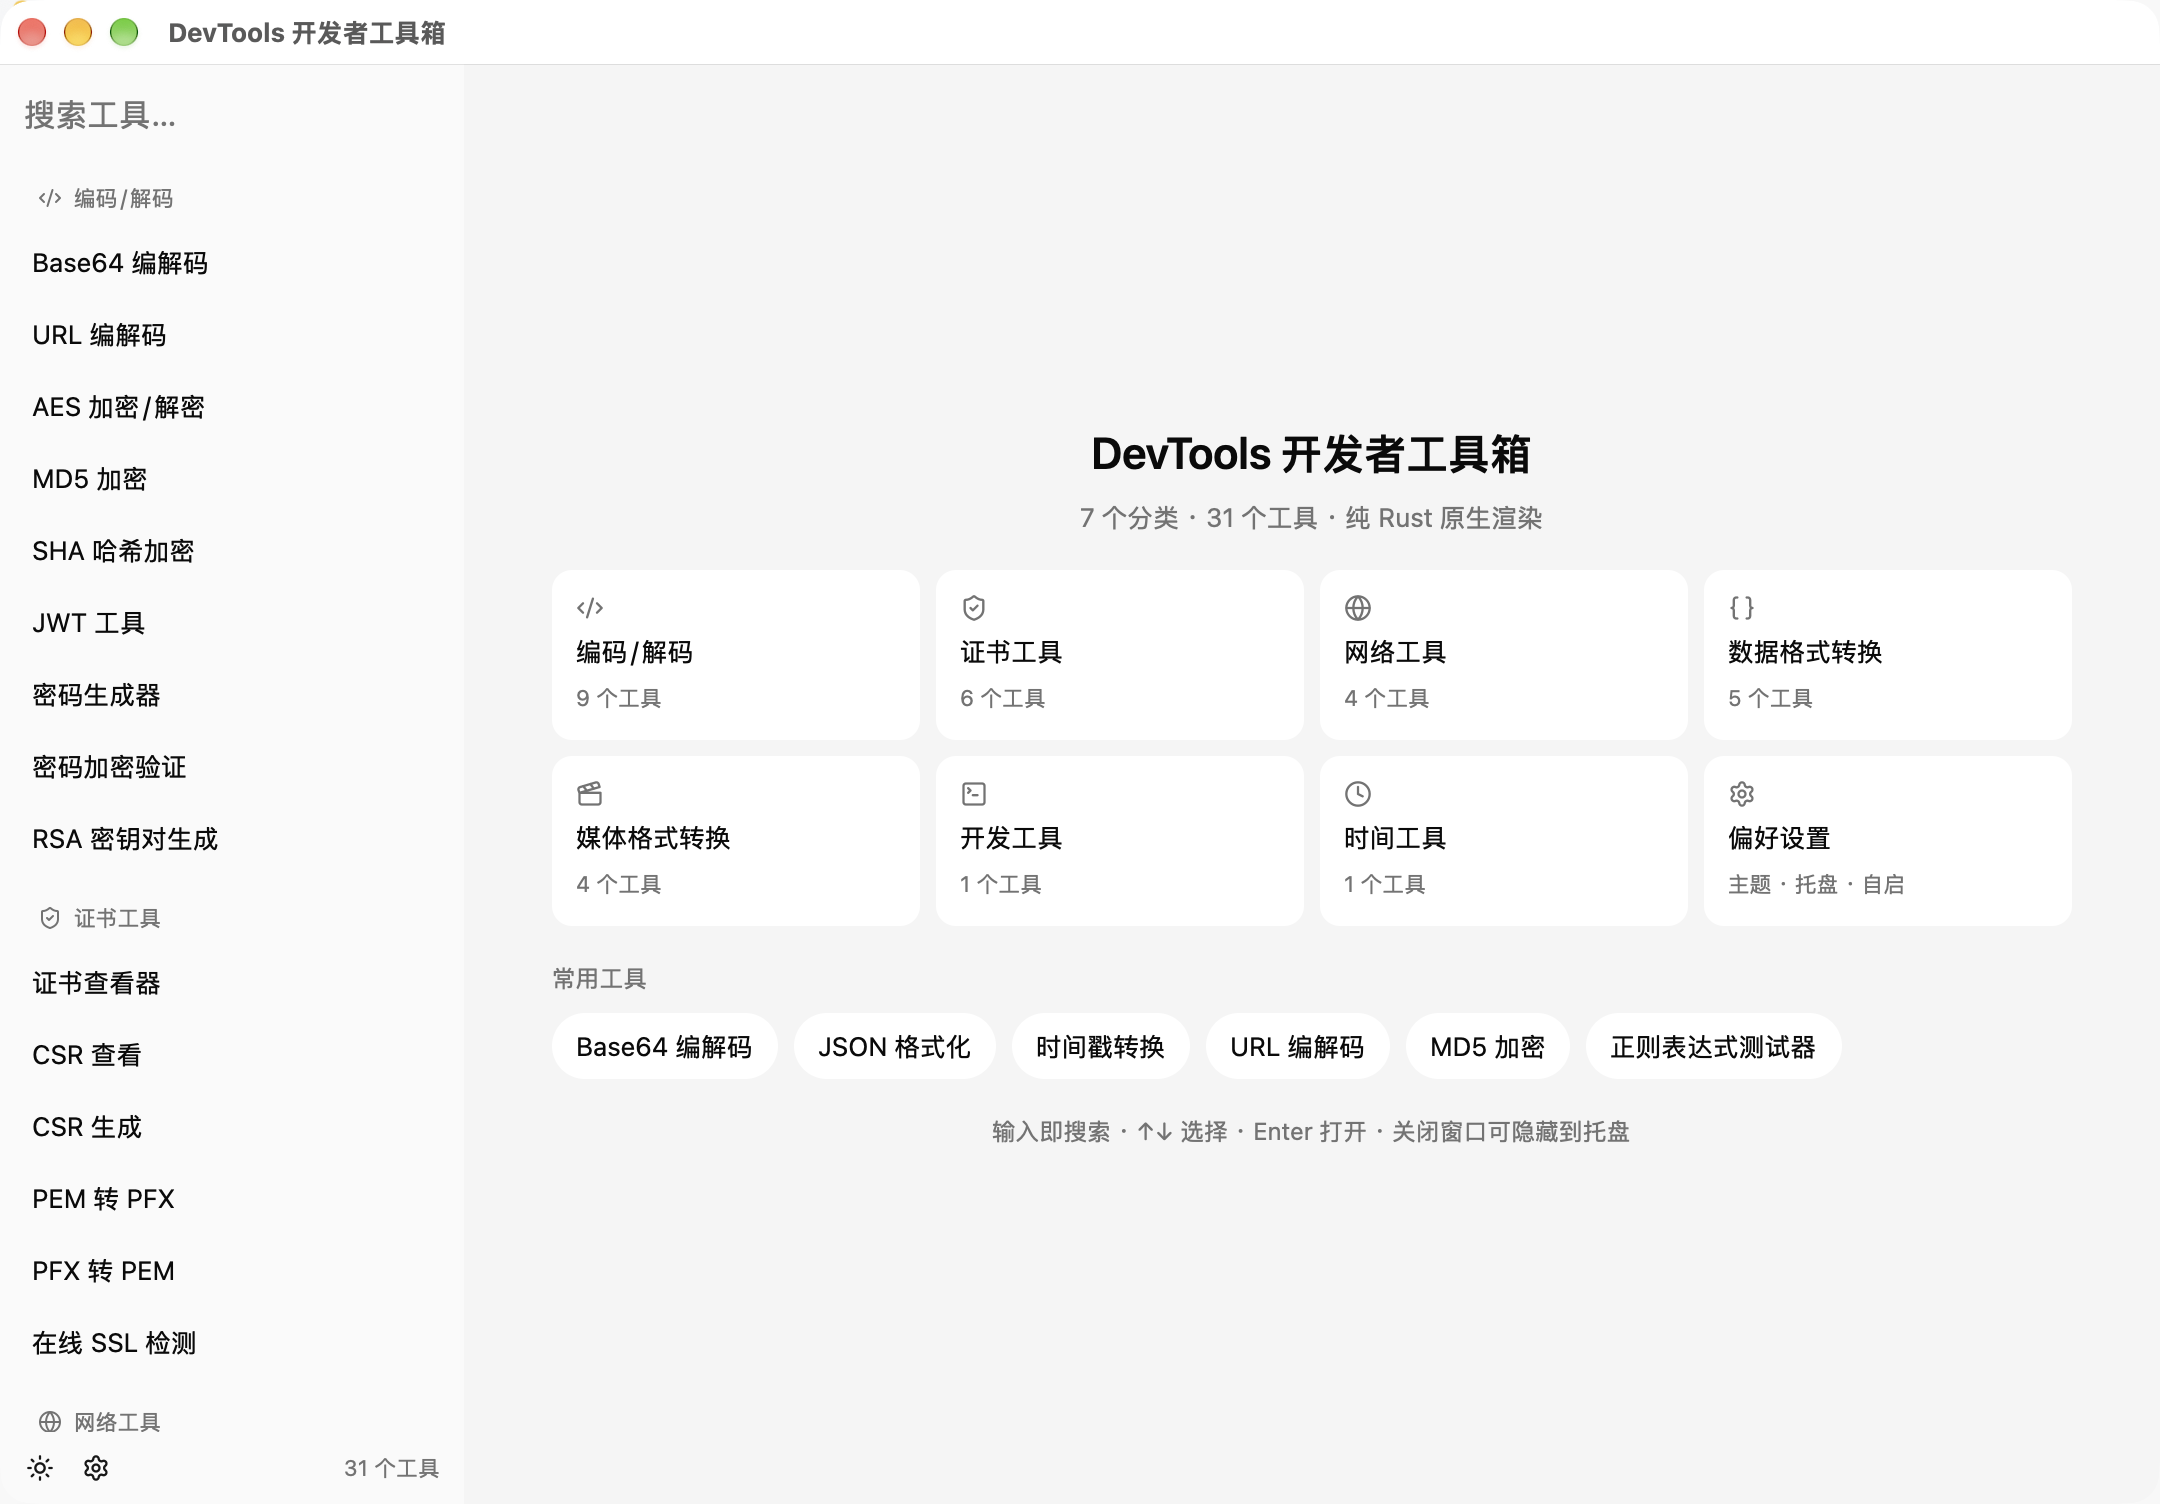 DevTools 开发者工具箱
搜索工具...
编码/解码
Base64 编解码
URL 编解码
AES 加密/解密
MD5 加密
SHA 哈希加密
JWT 工具
密码生成器
密码加密验证
RSA 密钥对生成
证书工具
证书查看器
CSR 查看
CSR 生成
PEM 转 PFX
PFX 转 PEM
在线 SSL 检测
网络工具
31 个工具
DevTools 开发者工具箱
7 个分类 · 31 个工具 · 纯 Rust 原生渲染
编码/解码
9 个工具
证书工具
6 个工具
网络工具
4 个工具
数据格式转换
5 个工具
媒体格式转换
4 个工具
开发工具
1 个工具
时间工具
1 个工具
偏好设置
主题 · 托盘 · 自启
常用工具
Base64 编解码
JSON 格式化
时间戳转换
URL 编解码
MD5 加密
正则表达式测试器
输入即搜索 · ↑↓ 选择 · Enter 打开 · 关闭窗口可隐藏到托盘